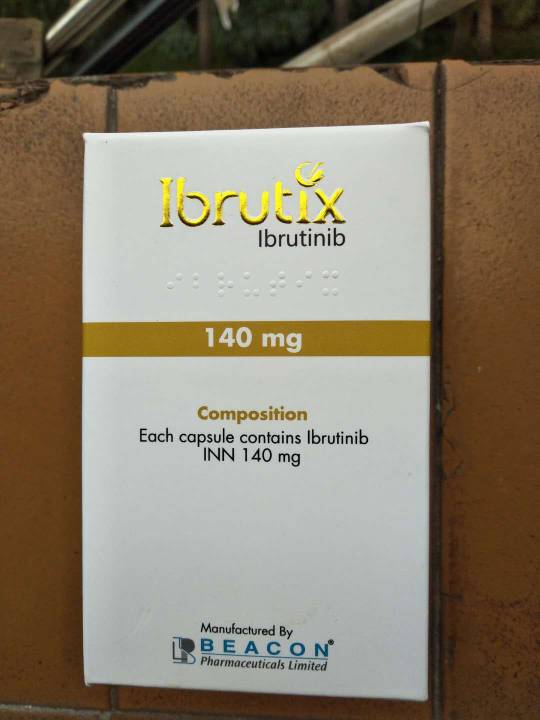 Ibrutix
Ibrutinib
140 mg
Composition
Each capsule contains Ibrutinib
INN 140 mg
Manufactured By
BEACON®
Pharmaceuticals Limited